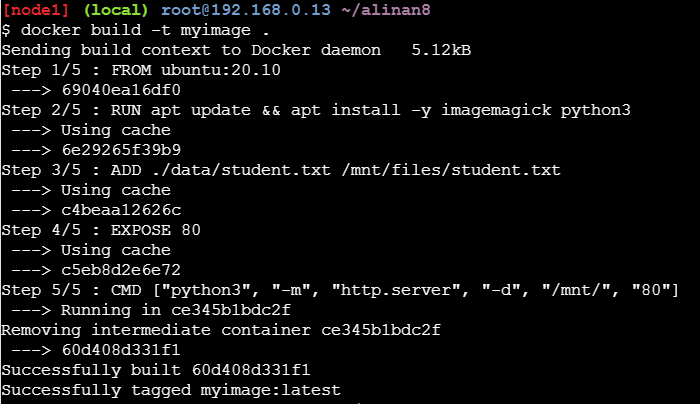 [node1] (local) root@192.168.0.13 ~/alinan8
$ docker build -t myimage .
Sending build context to Docker daemon   5.12kB
Step 1/5 : FROM ubuntu:20.10
 ---> 69040ea16df0
Step 2/5 : RUN apt update && apt install -y imagemagick python3
 ---> Using cache
 ---> 6e29265f39b9
Step 3/5 : ADD ./data/student.txt /mnt/files/student.txt
 ---> Using cache
 ---> c4beaa12626c
Step 4/5 : EXPOSE 80
 ---> Using cache
 ---> c5eb8d2e6e72
Step 5/5 : CMD ["python3", "-m", "http.server", "-d", "/mnt/", "80"]
 ---> Running in ce345b1bdc2f
Removing intermediate container ce345b1bdc2f
 ---> 60d408d331f1
Successfully built 60d408d331f1
Successfully tagged myimage:latest